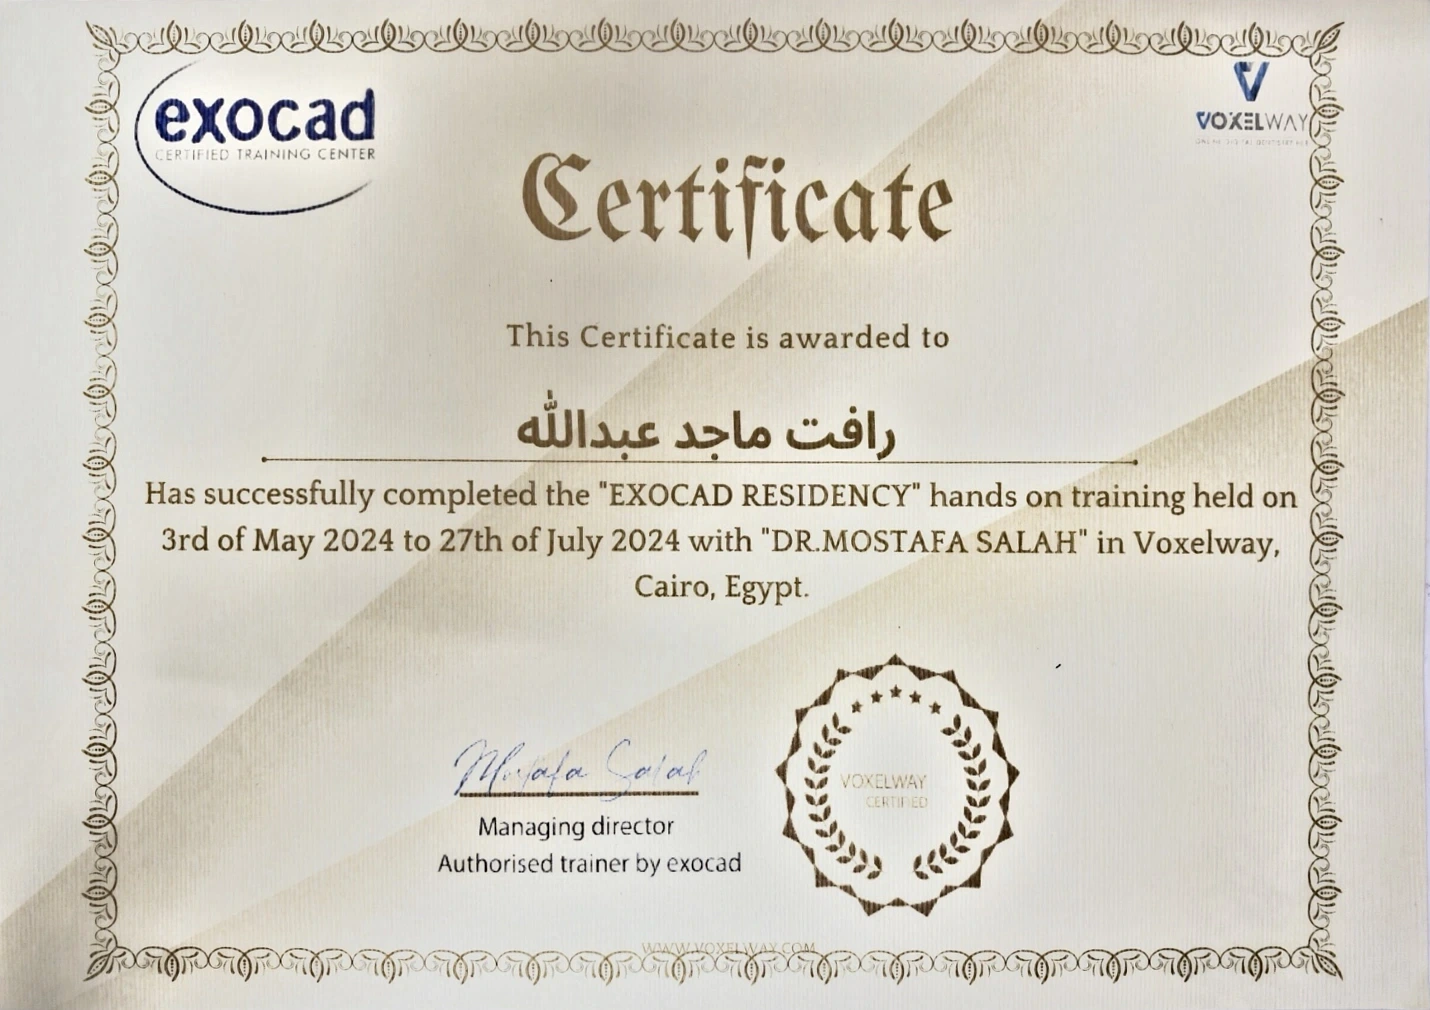 exocad
CERTIFIED TRAINING CENTER
VOXELWAY
Certificate
This Certificate is awarded to
رافت ماجد عبدالله
Has successfully completed the "EXOCAD RESIDENCY" hands on training held on
3rd of May 2024 to 27th of July 2024 with "DR.MOSTAFA SALAH" in Voxelway,
Cairo, Egypt.
Mostafa Salah
Managing director
Authorised trainer by exocad
VOXELWAY
CERTIFIED
WWW.VOXELWAY.COM